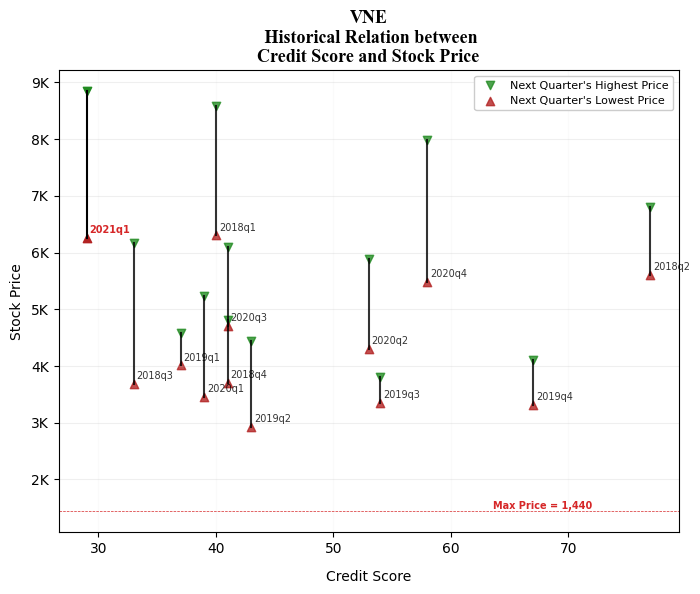 VNE
Historical Relation between
Credit Score and Stock Price
Next Quarter's Highest Price
Next Quarter's Lowest Price
9K
8K
7K
6K
5K
4K
3K
2K
Stock Price
2021q1
2018q1
2018q2
2020q4
2020q3
2020q2
2019q1
2018q3
2018q4
2020q1
2019q3
2019q4
2019q2
Max Price = 1,440
30
40
50
60
70
Credit Score